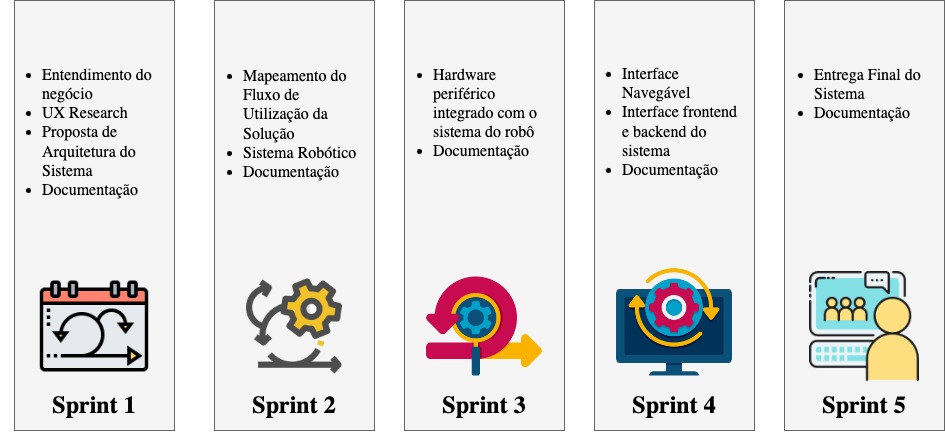 • Entendimento do
negócio
• UX Research
• Proposta de
Arquitetura do
Sistema
• Documentação
Sprint 1
• Mapeamento do
Fluxo de
Utilização da
Solução
• Sistema Robótico
• Documentação
Sprint 2
• Hardware
periférico
integrado com o
sistema do robô
• Documentação
Sprint 3
• Interface
Navegável
• Interface frontend
e backend do
sistema
• Documentação
Sprint 4
• Entrega Final do
Sistema
• Documentação
Sprint 5